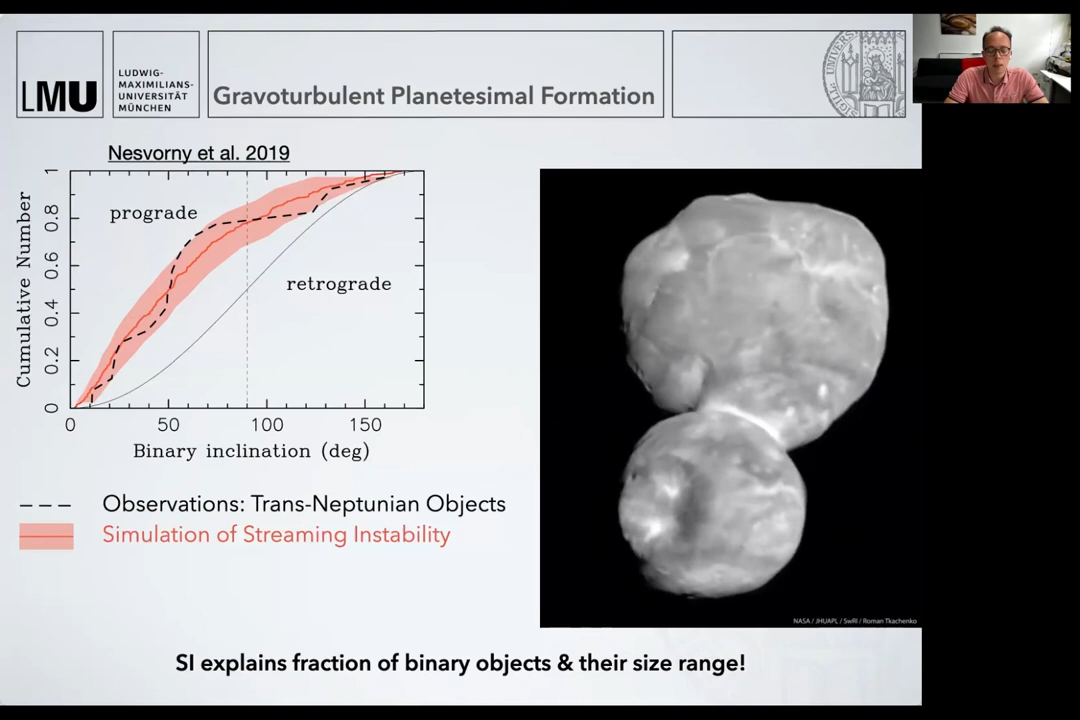 LMU
LUDWIG-
MAXIMILIANS-
UNIVERSITÄT
MÜNCHEN
Gravoturbulent Planetesimal Formation
Nesvorny et al. 2019
Cumulative Number
1
0.8
0.6
0.4
0.2
0
prograde
retrograde
0 50 100 150
Binary inclination (deg)
Observations: Trans-Neptunian Objects
Simulation of Streaming Instability
NASA / JHUAPL / SwRI / Roman Tkachenko
SI explains fraction of binary objects & their size range!